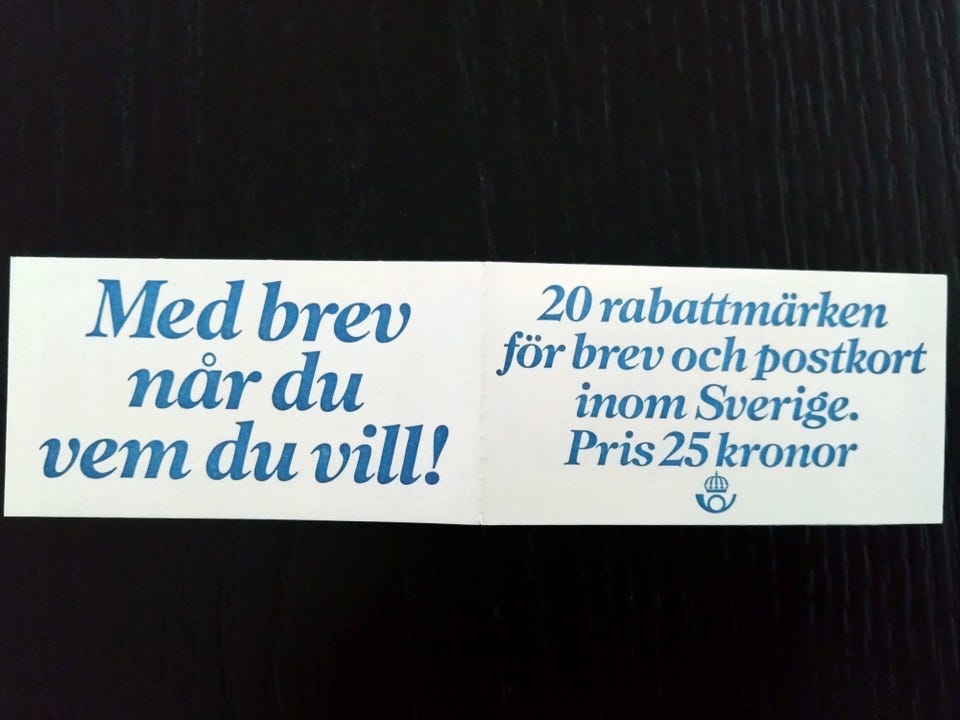 Med brev
når du
vem du vill!
20 rabattmärken
för brev och postkort
inom Sverige.
Pris 25 kronor